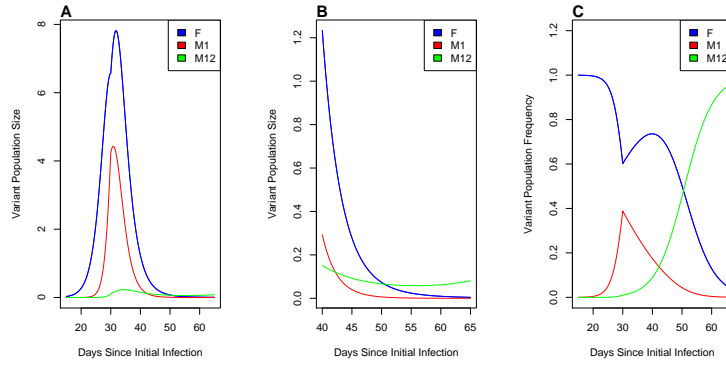 A
F
M1
M12
Variant Population Size
0
2
4
6
8
20
30
40
50
60
Days Since Initial Infection
B
F
M1
M12
Variant Population Size
0.0
0.2
0.4
0.6
0.8
1.0
1.2
40
45
50
55
60
65
Days Since Initial Infection
C
F
M1
M12
Variant Population Frequency
0.0
0.2
0.4
0.6
0.8
1.0
1.2
20
30
40
50
60
Days Since Initial Infection